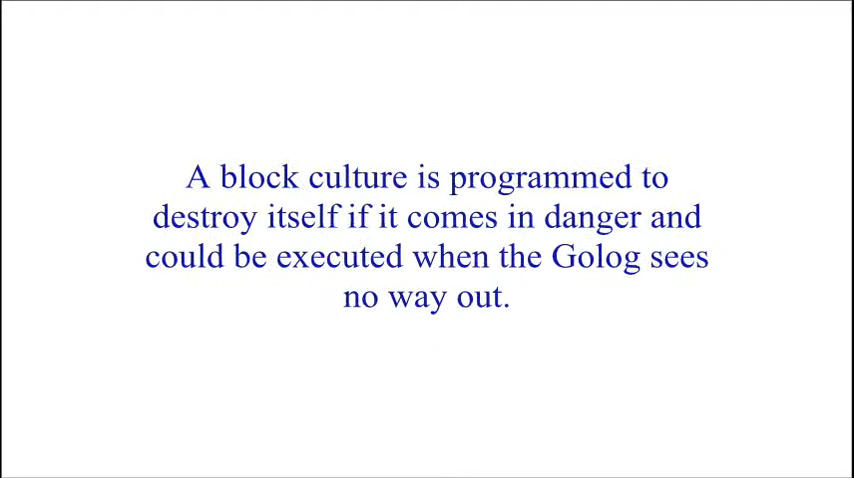 A block culture is programmed to
destroy itself if it comes in danger and
could be executed when the Golog sees
no way out.